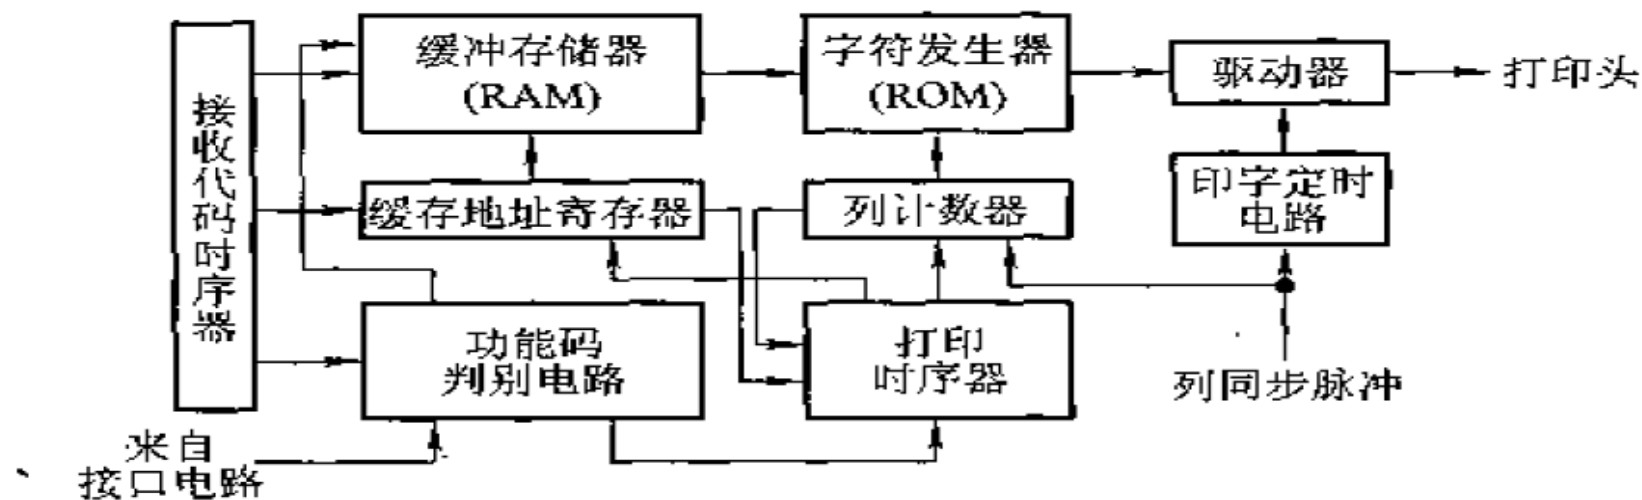 缓冲存储器
(RAM)
字符发生器
(ROM)
驱动器
打印头
接收代码时序器
缓存地址寄存器
列计数器
印字定时
电路
功能码
判别电路
打印
时序器
列同步脉冲
来自
接口电路